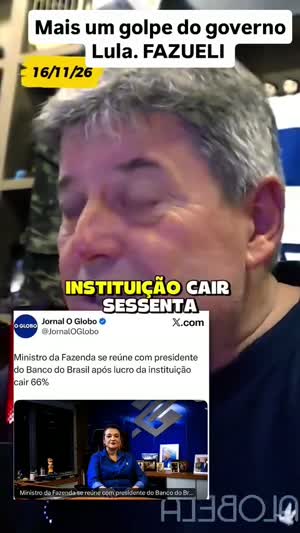 Mais um golpe do governo
Lula. FAZUELI
16/11/26
INSTITUIÇÃO CAIR
SESSENTA
O GLOBO
Jornal O Globo
@JornalOGlobo
X.com
Ministro da Fazenda se reúne com presidente
do Banco do Brasil após lucro da instituição
cair 66%
Ministro da Fazenda se reúne com presidente do Banco do Br...